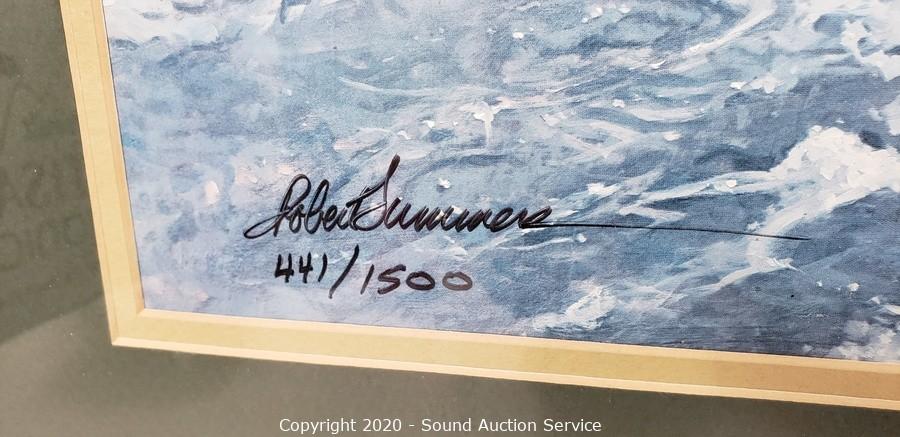 Robert Summers
441/1500
Copyright 2020 - Sound Auction Service